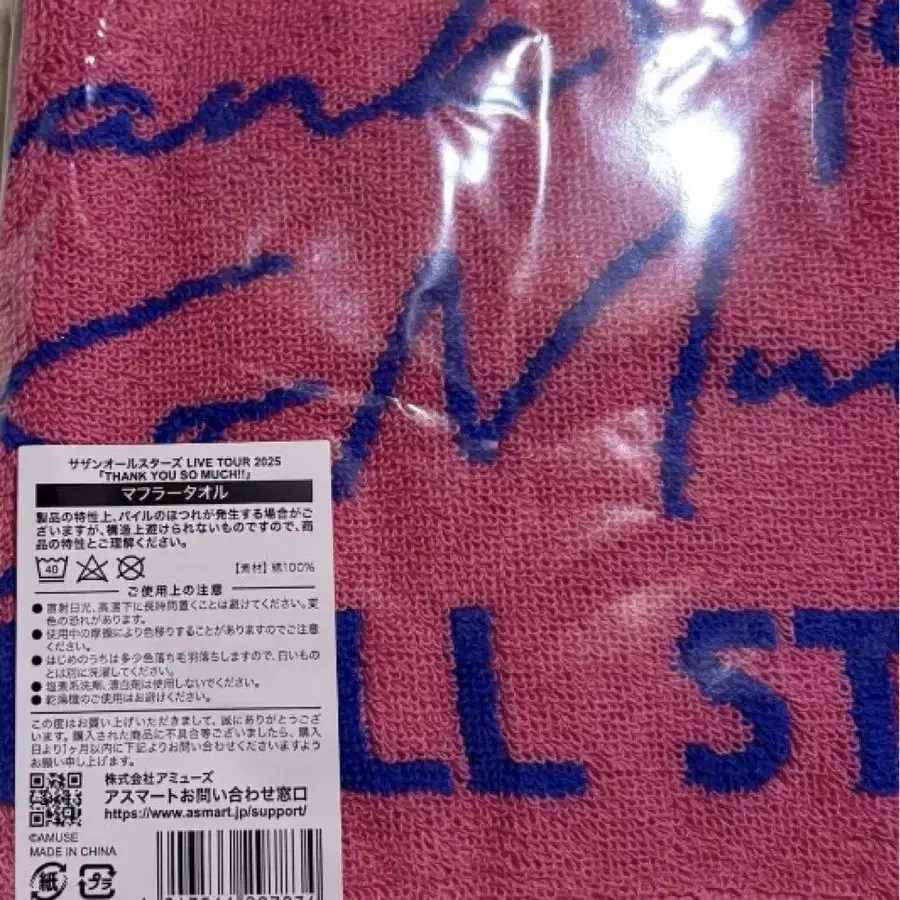 ank Yo
So Mu
LL ST
サザンオールスターズ LIVE TOUR 2025
「THANK YOU SO MUCH!!」
マフラータオル
製品の特性上、パイルのほつれが発生する場合がご
ざいますが、構造上避けられないものですので、商
品の特性とご理解ください。
40
【素材】綿100%
ご使用上の注意
● 直射日光、高温下に長時間置くことは避けてください。変
色の恐れがあります。
● 使用中の摩擦により色移りすることがありますのでご注意
ください。
● はじめのうちは多少色落ち毛羽落ちしますので、白いもの
とは別に洗濯してください。
● 塩素系洗剤、漂白剤は使用しないでください。
● 乾燥機のご使用はお避けください。
この度はお買い上げいただきまして、誠にありがとうござ
います。購入された商品に不具合等ございましたら、購入
日より1ヶ月以内に下記よりお問い合わせくださいますよう
お願い申し上げます。
株式会社アミューズ
アスマートお問い合わせ窓口
https://www.asmart.jp/support/
©AMUSE
MADE IN CHINA
紙 プラ